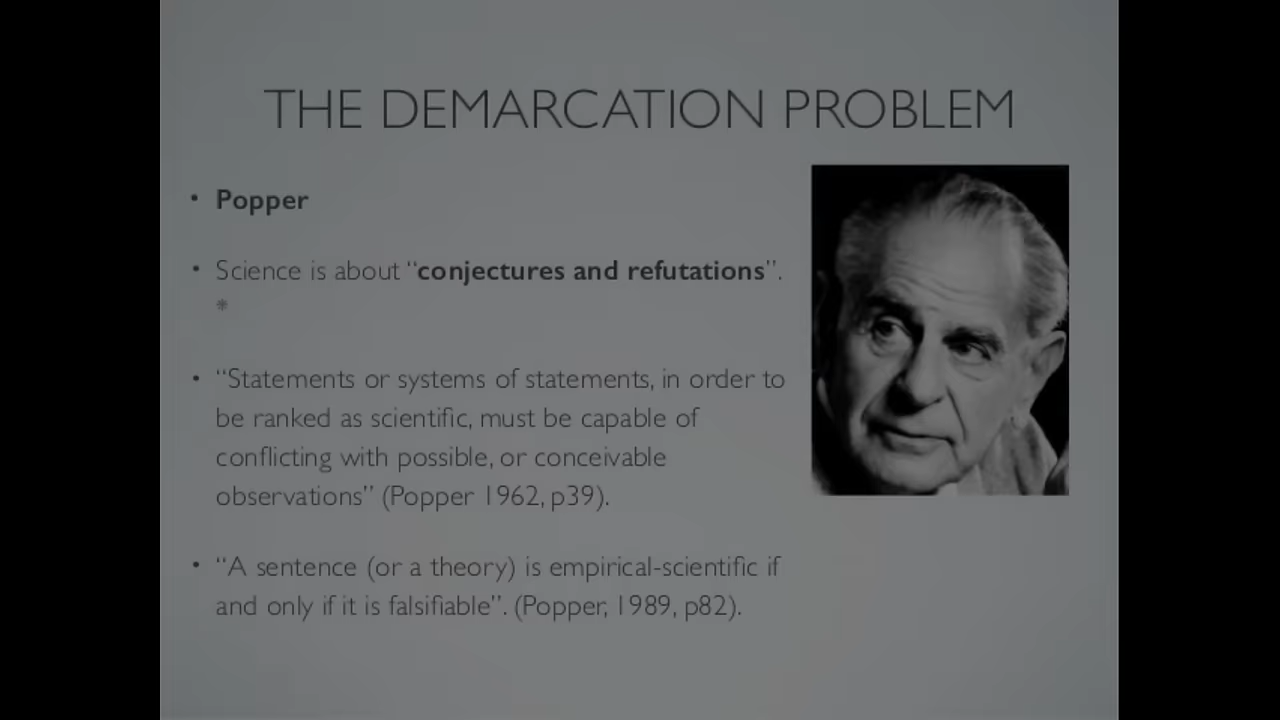 THE DEMARCATION PROBLEM
• Popper
• Science is about “conjectures and refutations”.
*
• “Statements or systems of statements, in order to
be ranked as scientific, must be capable of
conflicting with possible, or conceivable
observations” (Popper 1962, p39).
• “A sentence (or a theory) is empirical-scientific if
and only if it is falsifiable”. (Popper, 1989, p82).